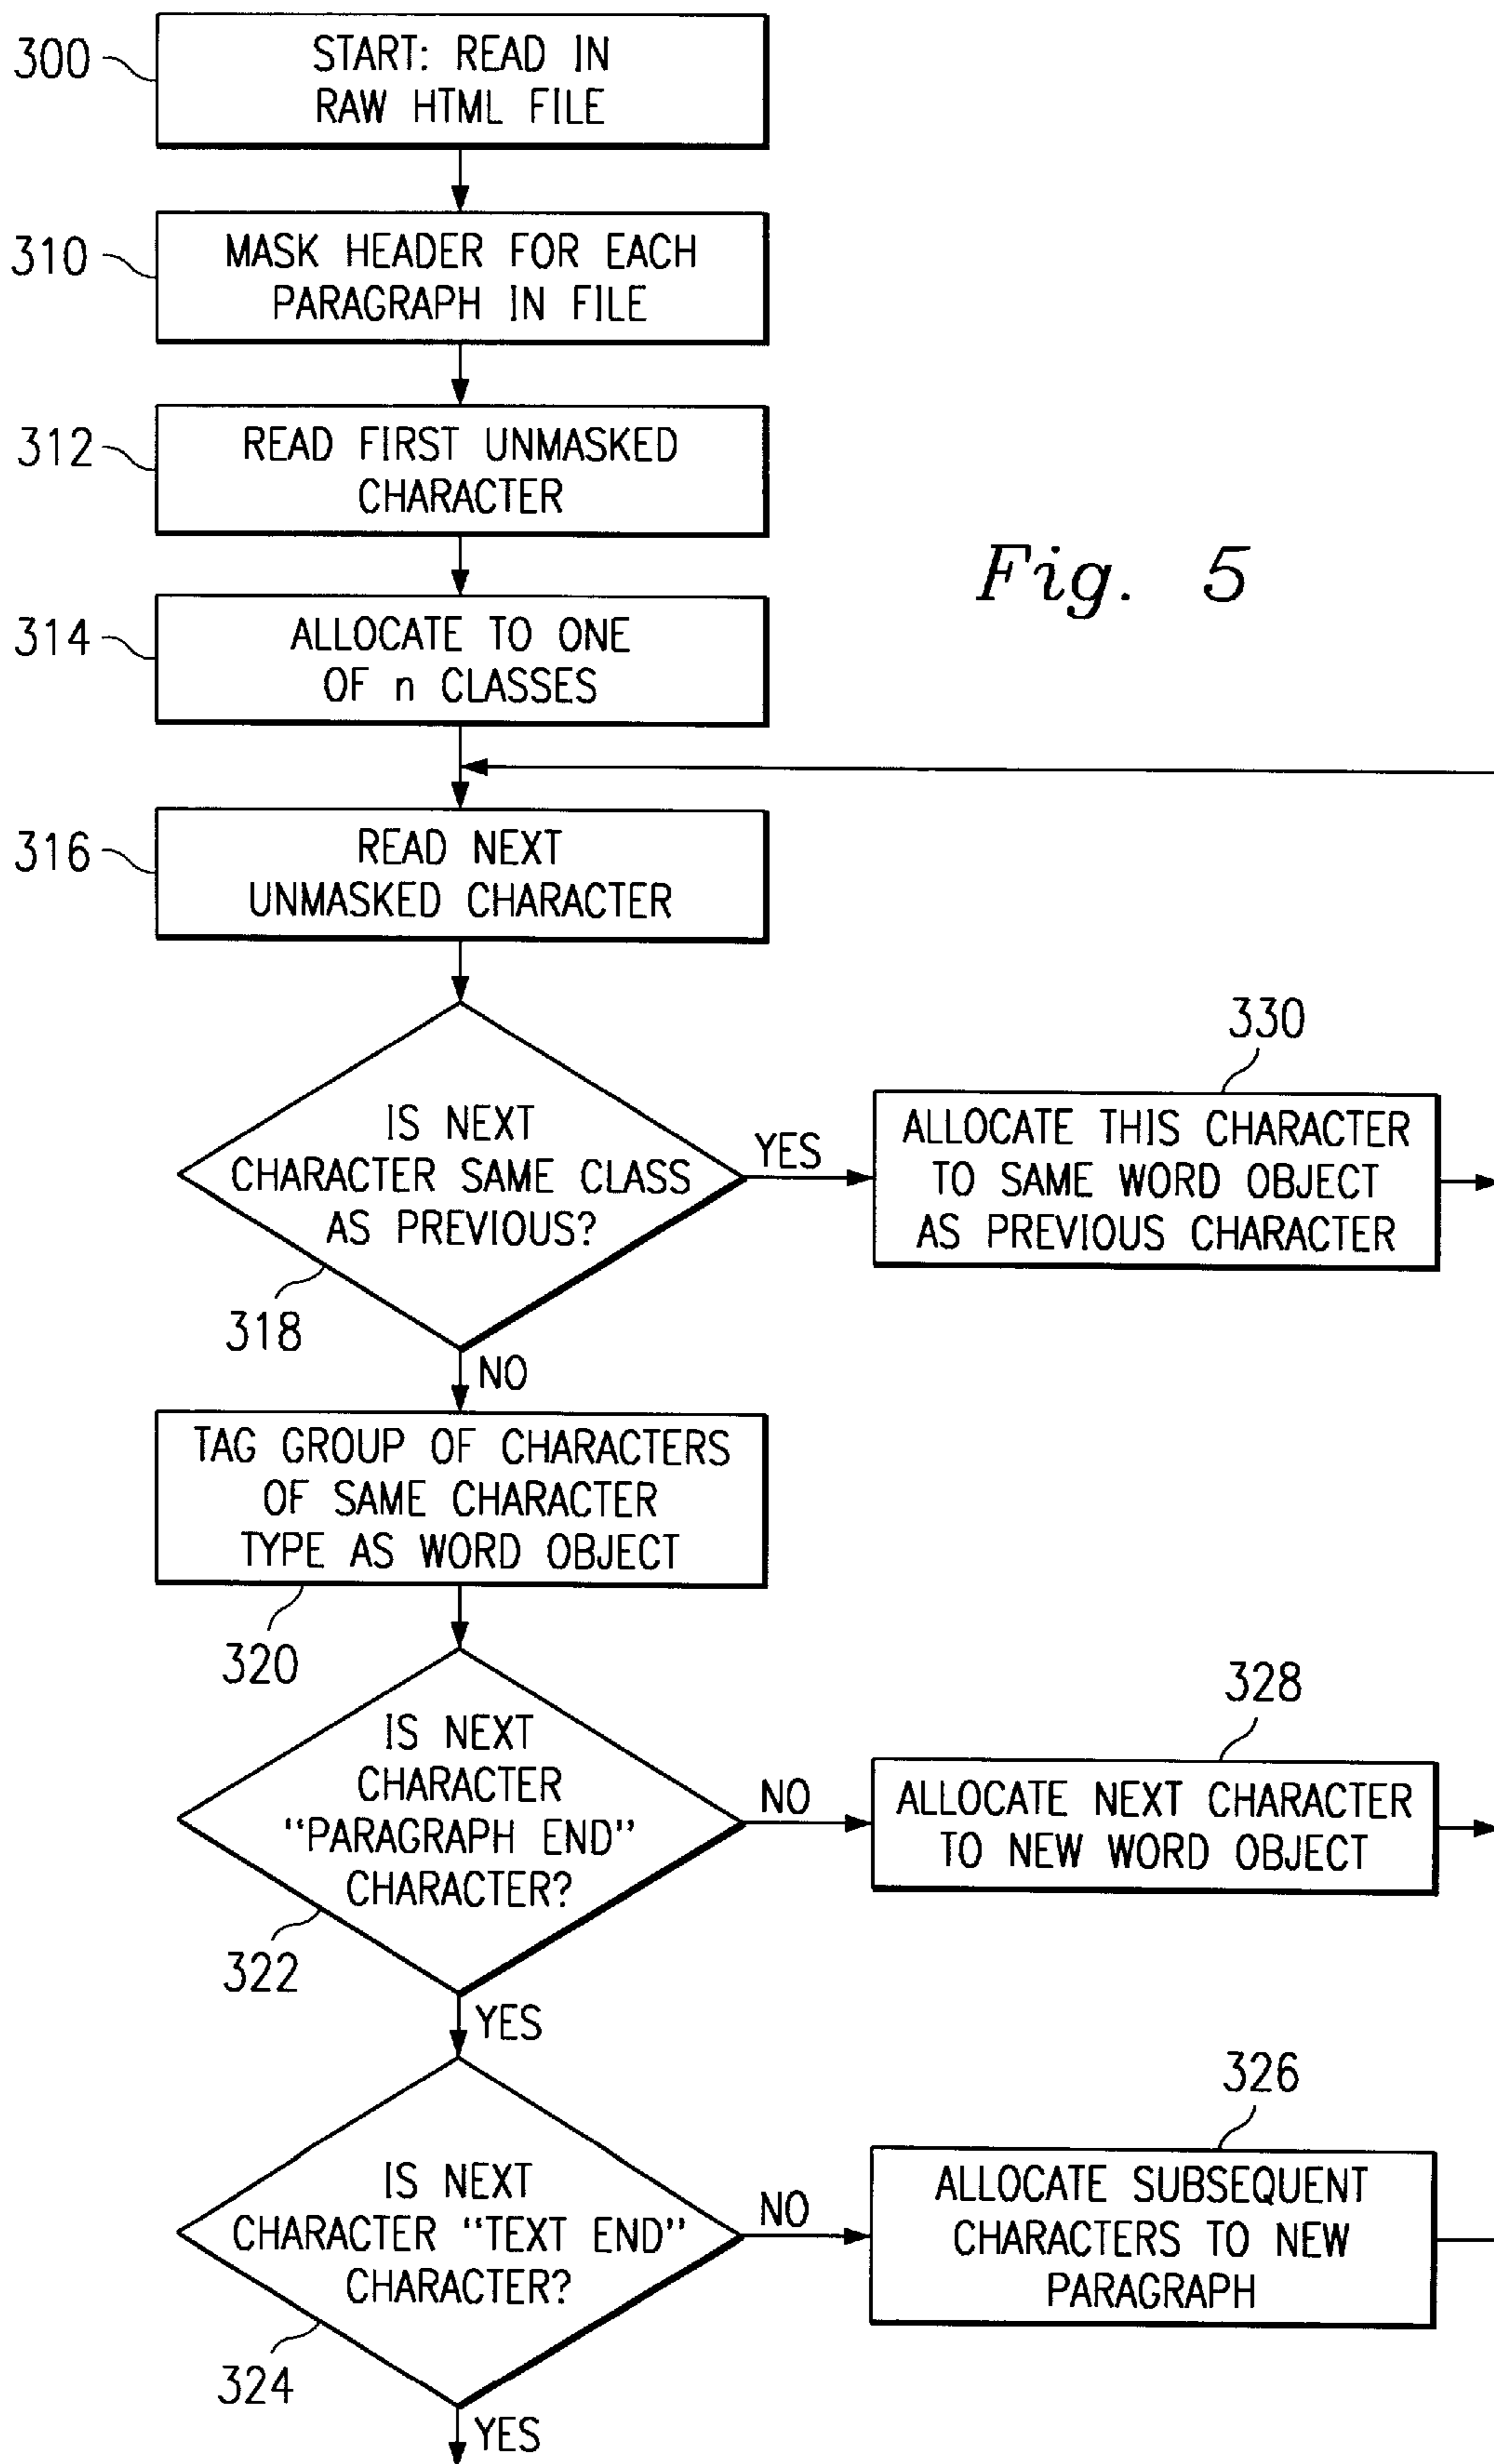 300
START: READ IN
RAW HTML FILE
310
MASK HEADER FOR EACH
PARAGRAPH IN FILE
312
READ FIRST UNMASKED
CHARACTER
Fig. 5
314
ALLOCATE TO ONE
OF n CLASSES
316
READ NEXT
UNMASKED CHARACTER
IS NEXT
CHARACTER SAME CLASS
AS PREVIOUS?
318
YES
330
ALLOCATE THIS CHARACTER
TO SAME WORD OBJECT
AS PREVIOUS CHARACTER
NO
TAG GROUP OF CHARACTERS
OF SAME CHARACTER
TYPE AS WORD OBJECT
320
IS NEXT
CHARACTER
"PARAGRAPH END"
CHARACTER?
322
NO
328
ALLOCATE NEXT CHARACTER
TO NEW WORD OBJECT
YES
IS NEXT
CHARACTER "TEXT END"
CHARACTER?
324
NO
326
ALLOCATE SUBSEQUENT
CHARACTERS TO NEW
PARAGRAPH
YES